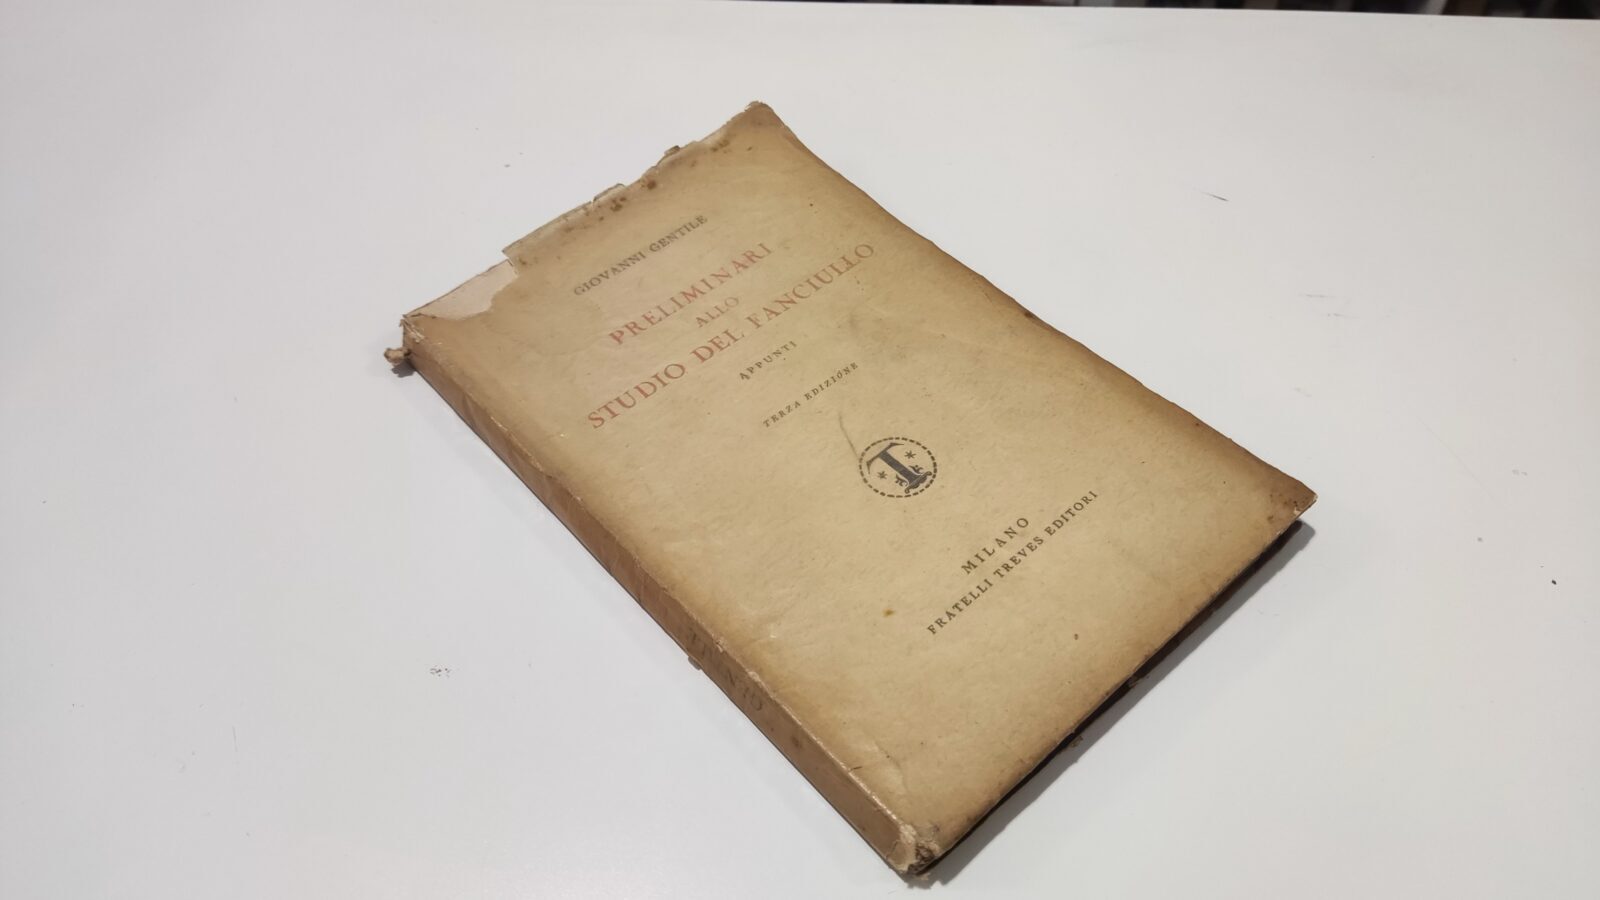 GIOVANNI GENTILE
PRELIMINARI
ALLO
STUDIO DEL FANCIULLO
APPUNTI
TERZA EDIZIONE
T
MILANO
FRATELLI TREVES EDITORI